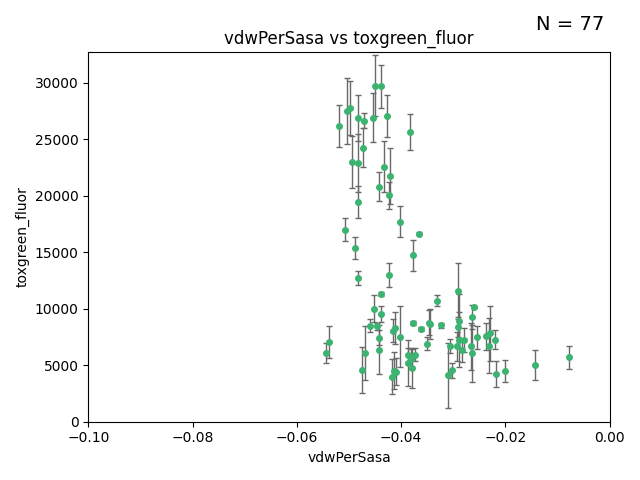 N = 77
vdwPerSasa vs toxgreen_fluor
30000
25000
20000
15000
10000
5000
0
toxgreen_fluor
−0.10 −0.08 −0.06 −0.04 −0.02 0.00
vdwPerSasa